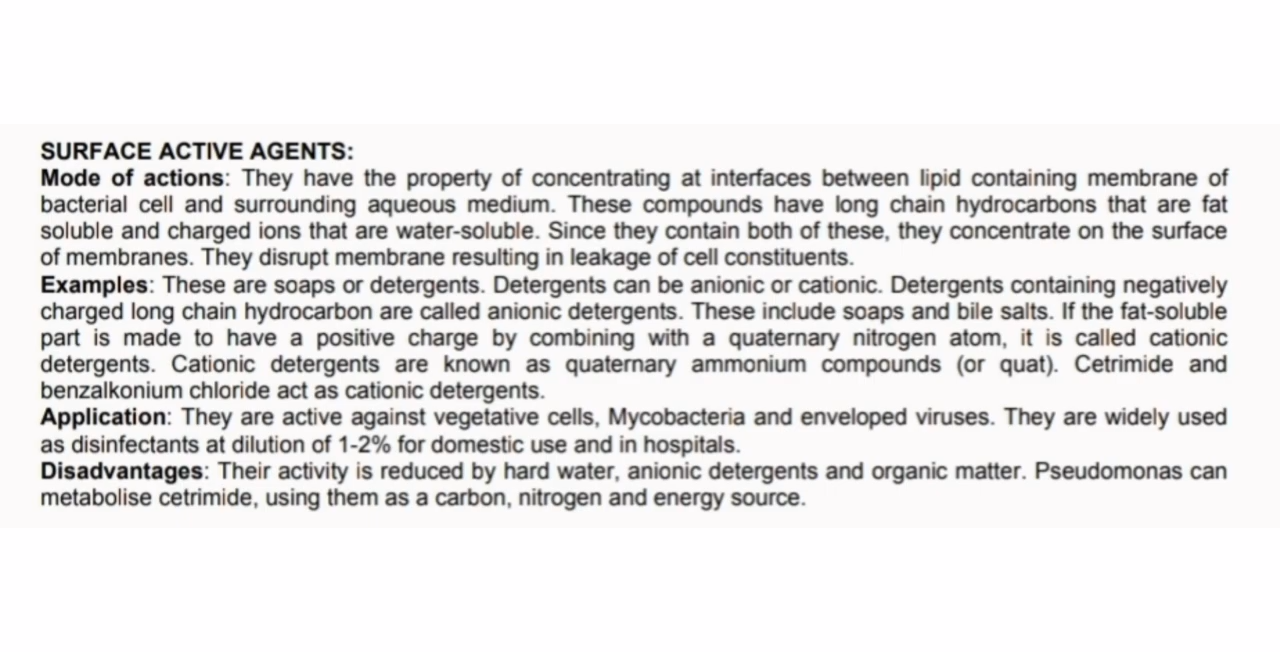 SURFACE ACTIVE AGENTS:
Mode of actions: They have the property of concentrating at interfaces between lipid containing membrane of
bacterial cell and surrounding aqueous medium. These compounds have long chain hydrocarbons that are fat
soluble and charged ions that are water-soluble. Since they contain both of these, they concentrate on the surface
of membranes. They disrupt membrane resulting in leakage of cell constituents.
Examples: These are soaps or detergents. Detergents can be anionic or cationic. Detergents containing negatively
charged long chain hydrocarbon are called anionic detergents. These include soaps and bile salts. If the fat-soluble
part is made to have a positive charge by combining with a quaternary nitrogen atom, it is called cationic
detergents. Cationic detergents are known as quaternary ammonium compounds (or quat). Cetrimide and
benzalkonium chloride act as cationic detergents.
Application: They are active against vegetative cells, Mycobacteria and enveloped viruses. They are widely used
as disinfectants at dilution of 1-2% for domestic use and in hospitals.
Disadvantages: Their activity is reduced by hard water, anionic detergents and organic matter. Pseudomonas can
metabolise cetrimide, using them as a carbon, nitrogen and energy source.